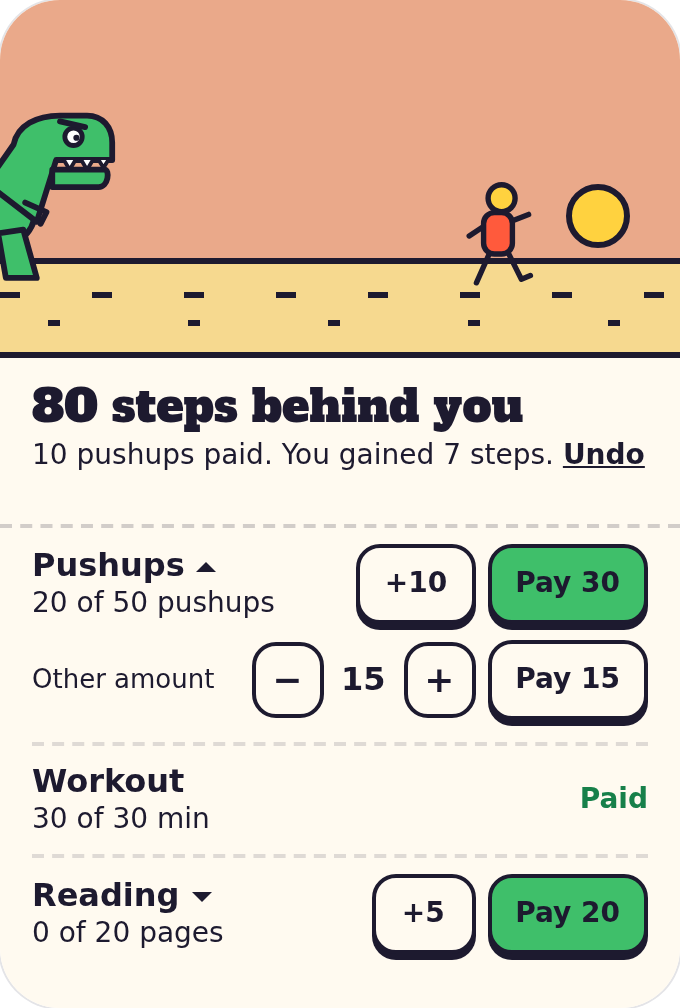 80 steps behind you
10 pushups paid. You gained 7 steps. Undo
Pushups
20 of 50 pushups
+10
Pay 30
Other amount
−
15
+
Pay 15
Workout
30 of 30 min
Paid
Reading
0 of 20 pages
+5
Pay 20